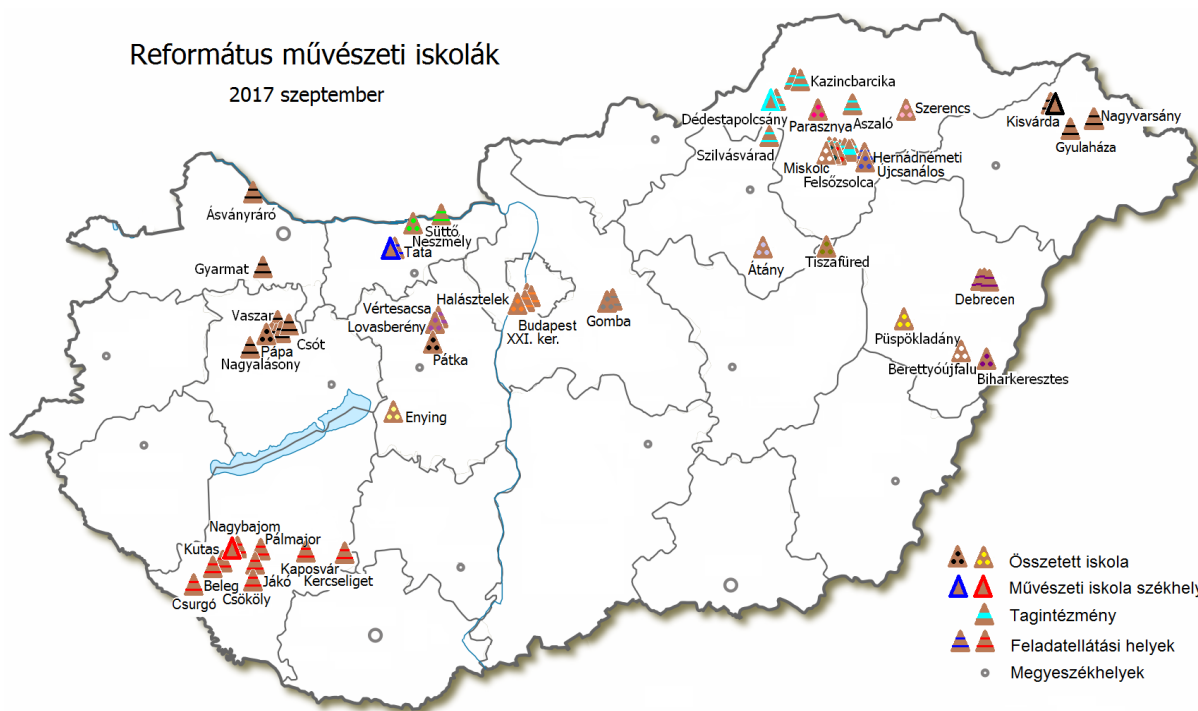 Református művészeti iskolák
2017 szeptember
Kazincbarcika
Dédestapolcsány
Parasznya
Aszaló
Szerencs
Kisvárda
Nagyvarsány
Gyulaháza
Szilvásvárad
Miskolc
Hernádnémeti
Újcsanálos
Felsőzsolca
Ásványráró
Süttő
Neszmély
Tata
Gyarmat
Átány
Tiszafüred
Debrecen
Vértesacsa
Halásztelek
Lovasberény
Budapest
XXI. ker.
Gomba
Vaszar
Csót
Pápa
Nagyalásony
Pátka
Püspökladány
Berettyóújfalu
Biharkeresztes
Enying
Nagybajom
Pálmajor
Kutas
Kaposvár
Kercseliget
Beleg
Jákó
Csököly
Csurgó
Összetett iskola
Művészeti iskola székhely
Tagintézmény
Feladatellátási helyek
Megyeszékhelyek